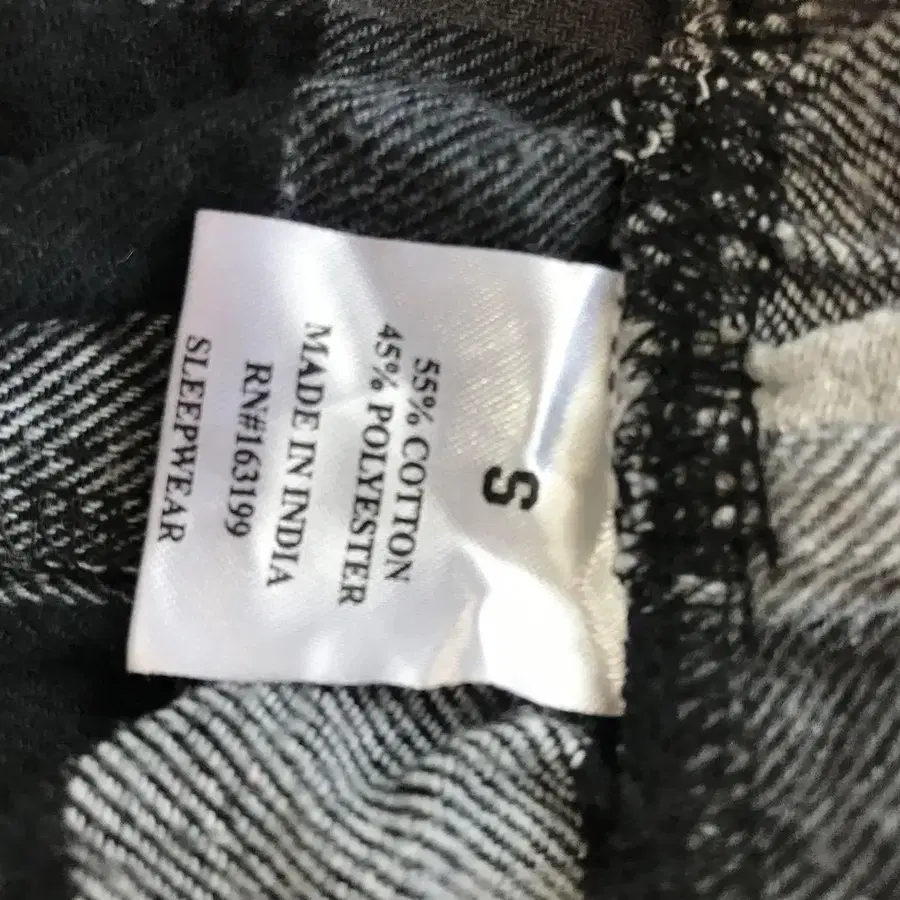 S
55% COTTON
45% POLYESTER
MADE IN INDIA
RN#163199
SLEEPWEAR